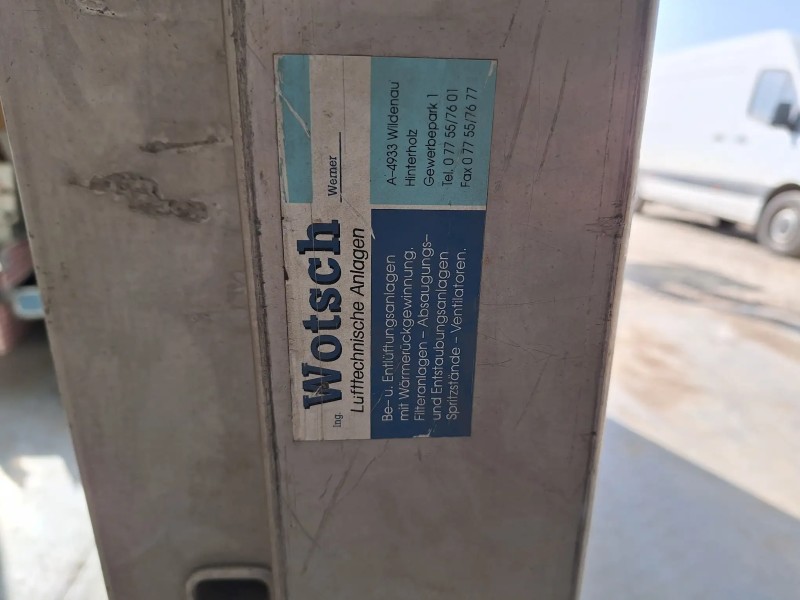 Ing. Wotsch Werner
Lufttechnische Anlagen
Be- u. Entlüftungsanlagen
mit Wärmerückgewinnung,
Filteranlagen - Absaugungs-
und Entstaubungsanlagen
Spritzstände - Ventilatoren.
A-4933 Wildenau
Hinterholz
Gewerbepark 1
Tel. 0 77 55/76 01
Fax 0 77 55/76 77